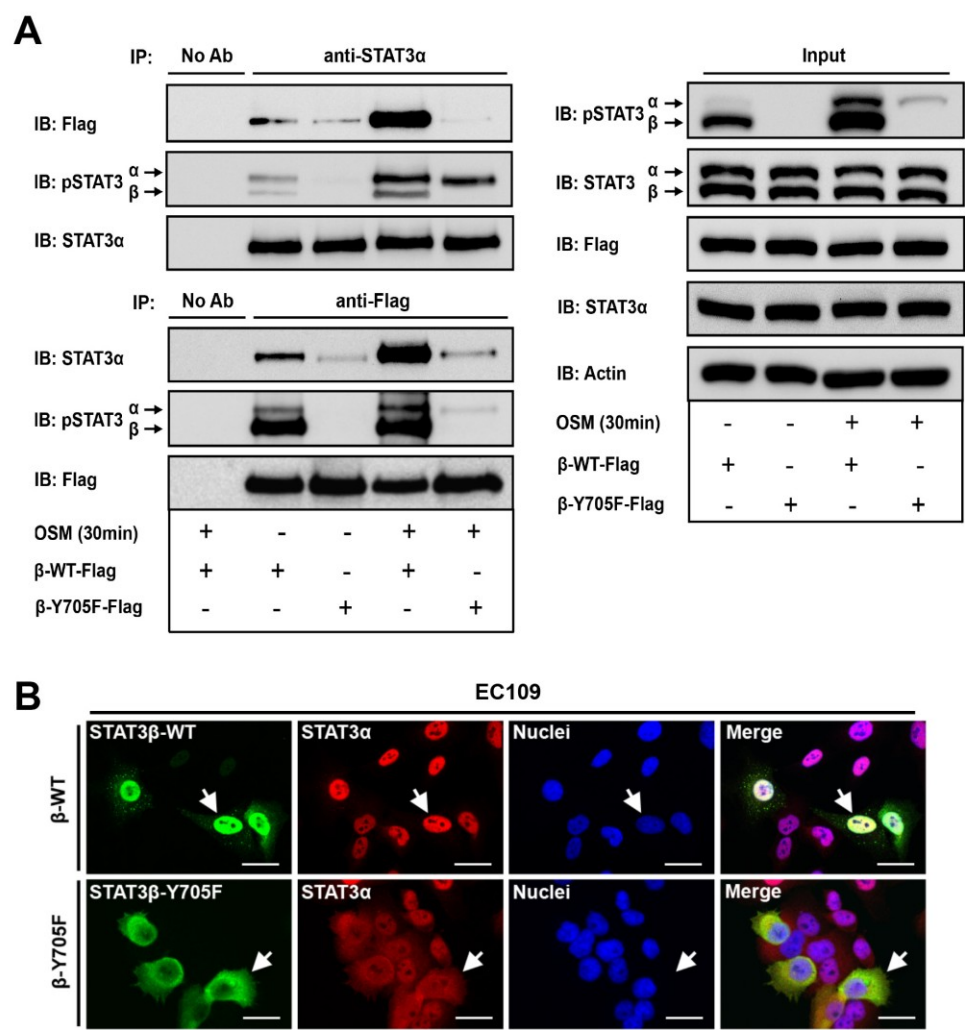 A
IP: No Ab anti-STAT3α
IB: Flag
IB: pSTAT3 α
β
IB: STAT3α
IP: No Ab anti-Flag
IB: STAT3α
IB: pSTAT3 α
β
IB: Flag
OSM (30min) + - - + +
β-WT-Flag + + - + -
β-Y705F-Flag - - + - +
Input
IB: pSTAT3 α
β
IB: STAT3 α
β
IB: Flag
IB: STAT3α
IB: Actin
OSM (30min) - - + +
β-WT-Flag + - + -
β-Y705F-Flag - + - +
B
EC109
β-WT
STAT3β-WT STAT3α Nuclei Merge
β-Y705F
STAT3β-Y705F STAT3α Nuclei Merge